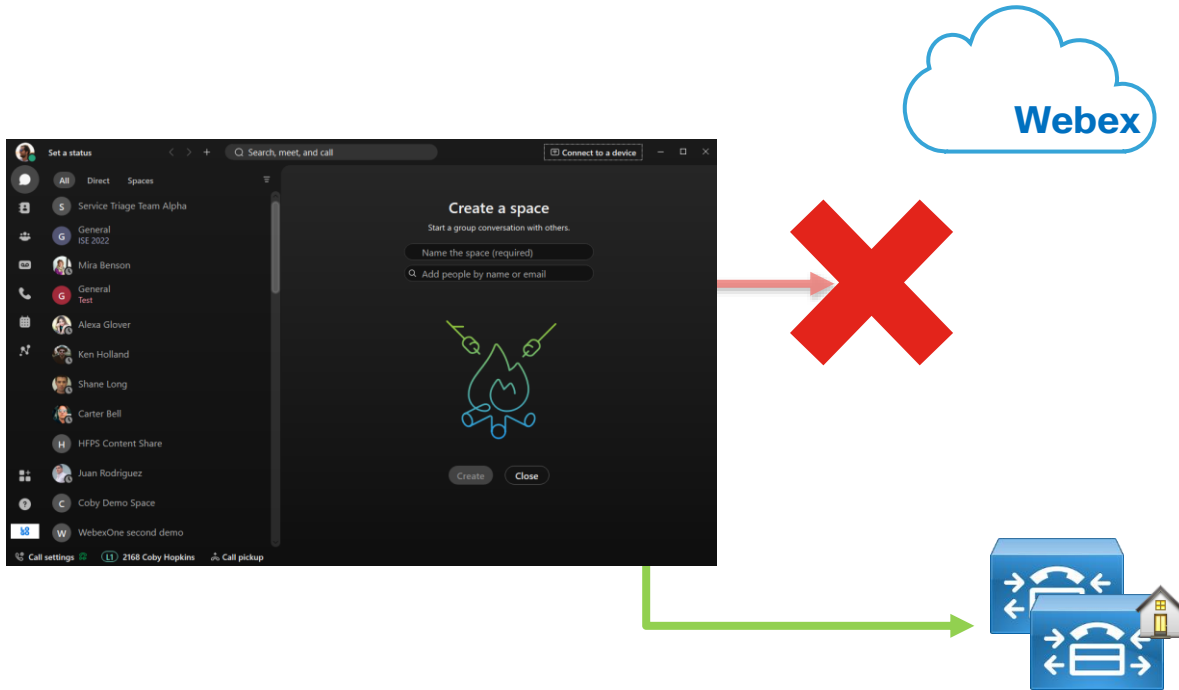 Webex
Set a status
Search, meet, and call
Connect to a device
All Direct Spaces
S Service Triage Team Alpha
G General
ISE 2022
Mira Benson
G General
Test
Alexa Glover
Ken Holland
Shane Long
Carter Bell
H HFPS Content Share
Juan Rodriguez
C Coby Demo Space
W WebexOne second demo
Create a space
Start a group conversation with others.
Name the space (required)
Add people by name or email
Create Close
Call settings L1 2168 Coby Hopkins Call pickup